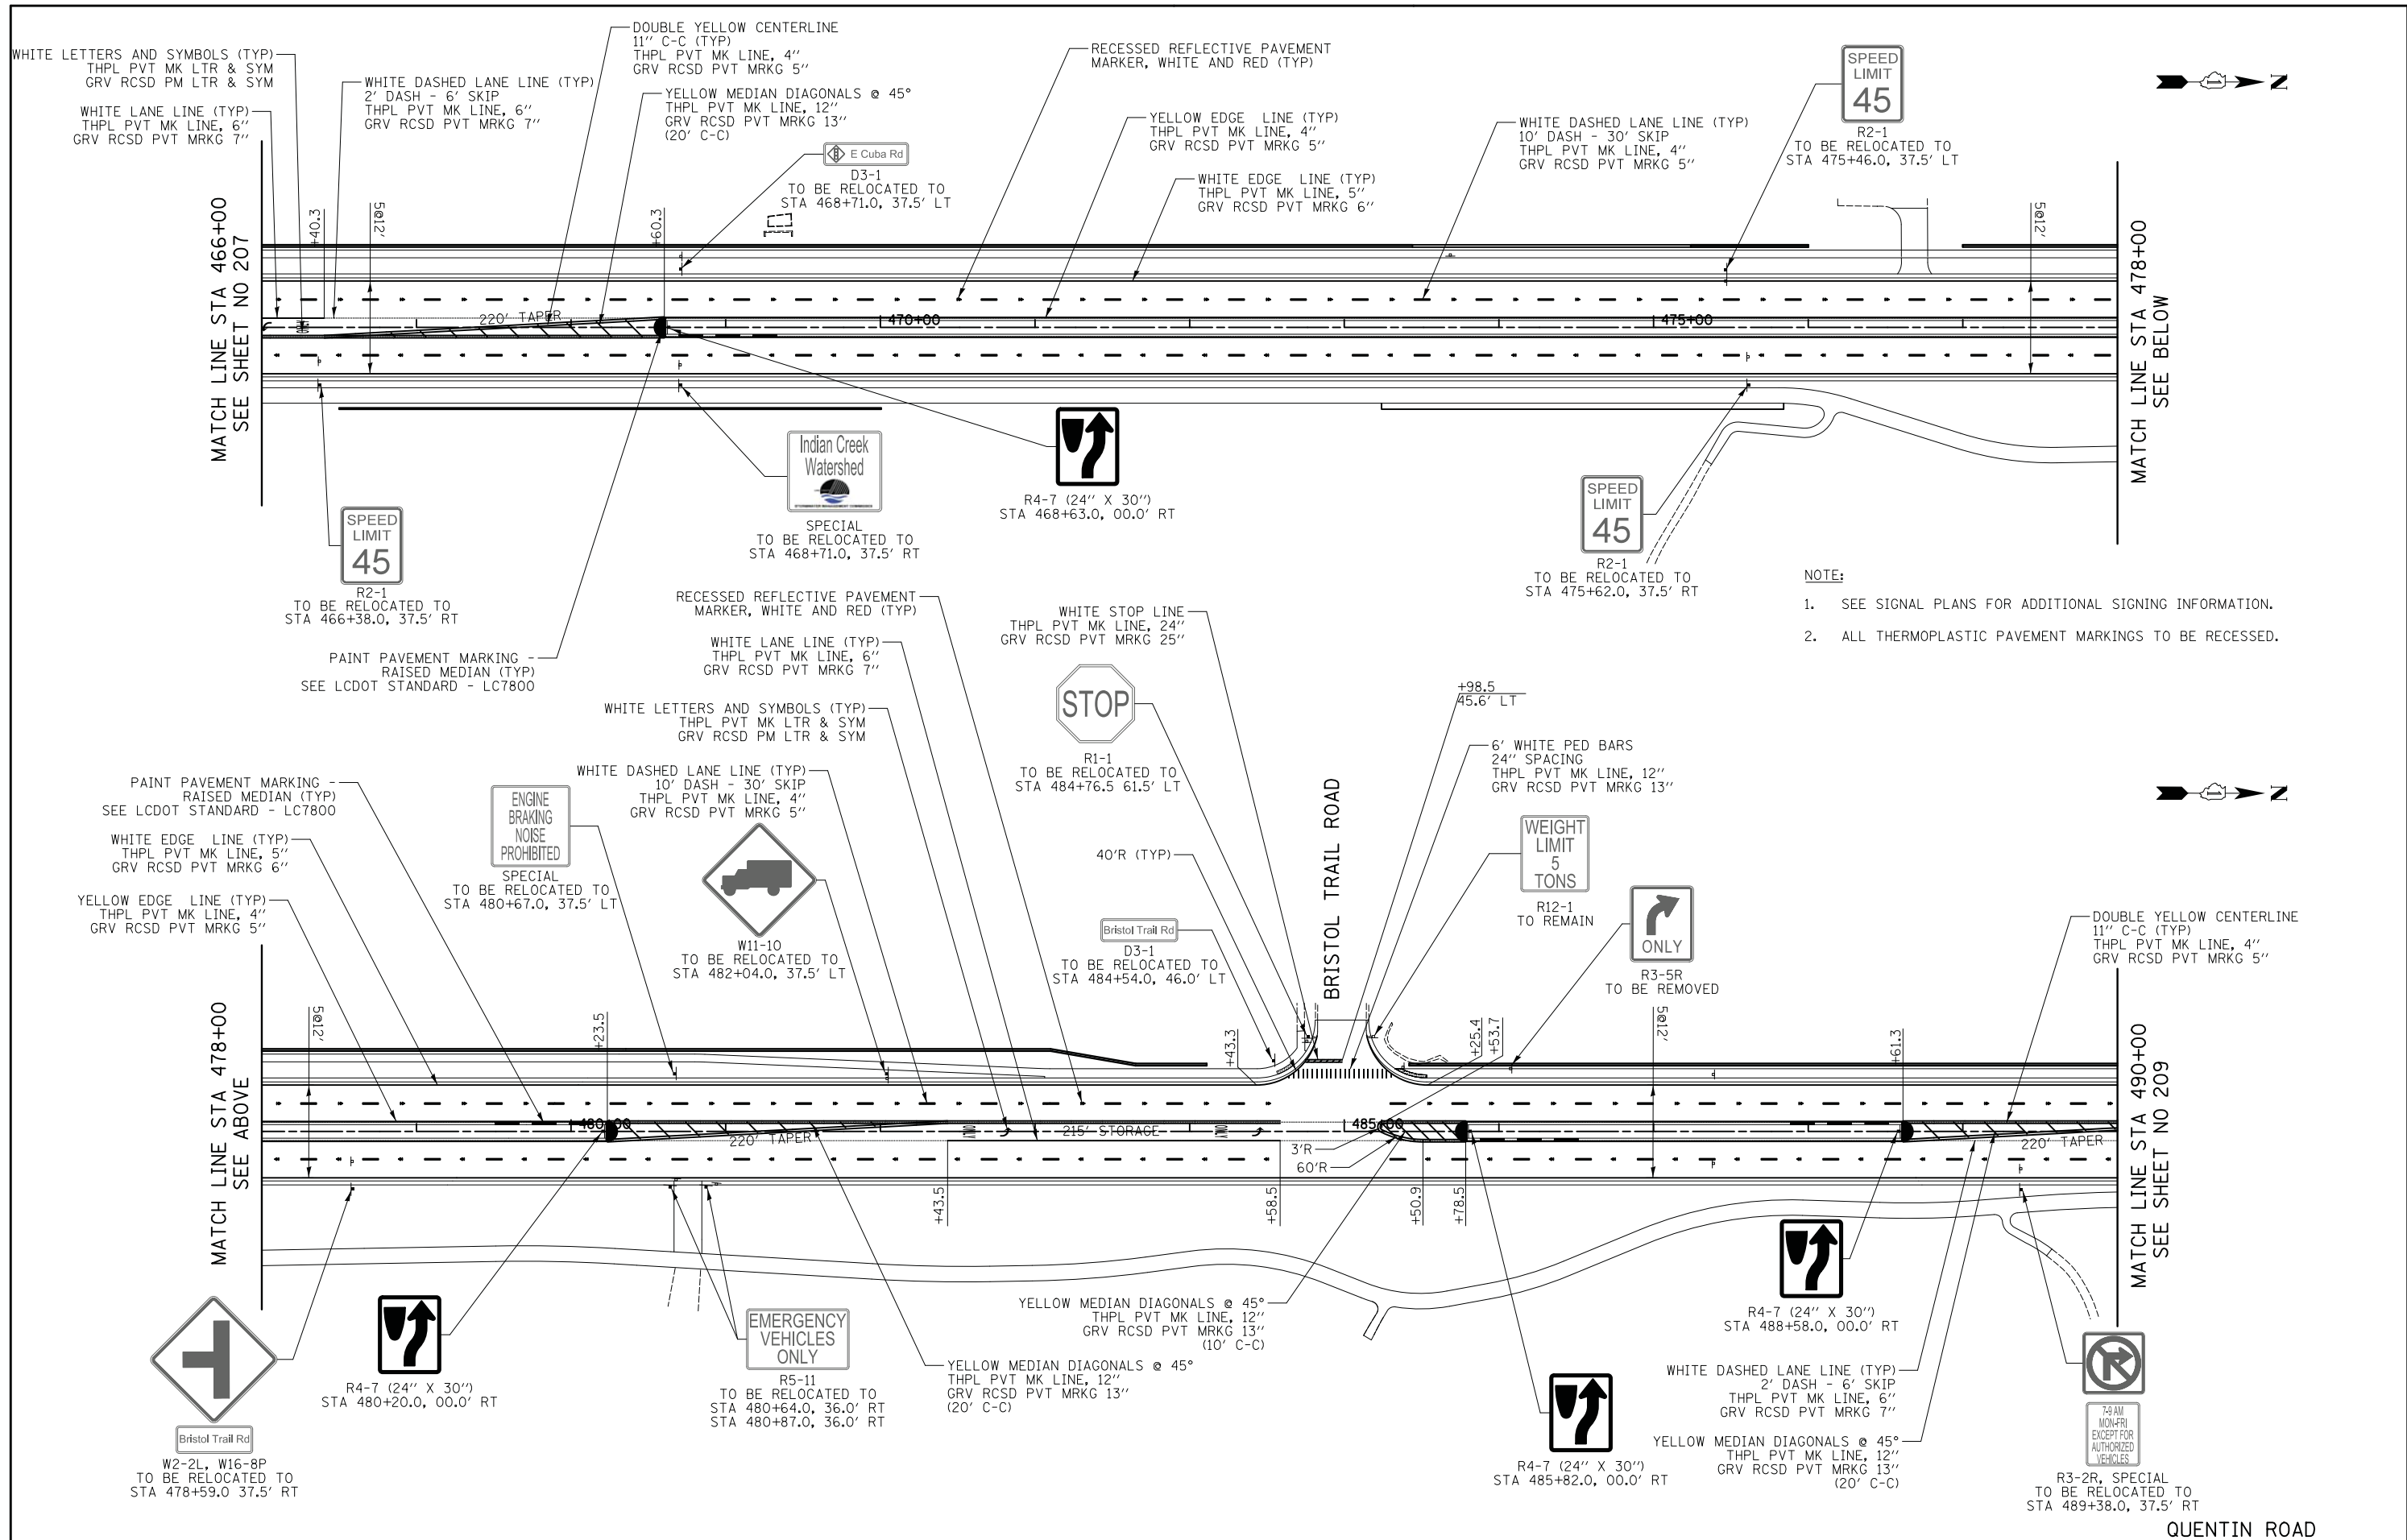 WHITE LETTERS AND SYMBOLS (TYP)
THPL PVT MK LTR & SYM
GRV RCSD PM LTR & SYM
WHITE LANE LINE (TYP)
THPL PVT MK LINE, 6"
GRV RCSD PVT MRKG 7"
WHITE DASHED LANE LINE (TYP)
2' DASH - 6' SKIP
THPL PVT MK LINE, 6"
GRV RCSD PVT MRKG 7"
DOUBLE YELLOW CENTERLINE
11" C-C (TYP)
THPL PVT MK LINE, 4"
GRV RCSD PVT MRKG 5"
YELLOW MEDIAN DIAGONALS @ 45°
THPL PVT MK LINE, 12"
GRV RCSD PVT MRKG 13"
(20' C-C)
E Cuba Rd
D3-1
TO BE RELOCATED TO
STA 468+71.0, 37.5' LT
RECESSED REFLECTIVE PAVEMENT
MARKER, WHITE AND RED (TYP)
YELLOW EDGE LINE (TYP)
THPL PVT MK LINE, 4"
GRV RCSD PVT MRKG 5"
WHITE EDGE LINE (TYP)
THPL PVT MK LINE, 5"
GRV RCSD PVT MRKG 6"
WHITE DASHED LANE LINE (TYP)
10' DASH - 30' SKIP
THPL PVT MK LINE, 4"
GRV RCSD PVT MRKG 5"
SPEED
LIMIT
45
R2-1
TO BE RELOCATED TO
STA 475+46.0, 37.5' LT
N
MATCH LINE STA 466+00
SEE SHEET NO 207
+40.3
5@12'
+60.3
220' TAPER
470+00
475+00
5@12'
MATCH LINE STA 478+00
SEE BELOW
SPEED
LIMIT
45
R2-1
TO BE RELOCATED TO
STA 466+38.0, 37.5' RT
PAINT PAVEMENT MARKING -
RAISED MEDIAN (TYP)
SEE LCDOT STANDARD - LC7800
Indian Creek
Watershed
SPECIAL
TO BE RELOCATED TO
STA 468+71.0, 37.5' RT
R4-7 (24" X 30")
STA 468+63.0, 00.0' RT
SPEED
LIMIT
45
R2-1
TO BE RELOCATED TO
STA 475+62.0, 37.5' RT
NOTE:
1. SEE SIGNAL PLANS FOR ADDITIONAL SIGNING INFORMATION.
2. ALL THERMOPLASTIC PAVEMENT MARKINGS TO BE RECESSED.
RECESSED REFLECTIVE PAVEMENT
MARKER, WHITE AND RED (TYP)
WHITE LANE LINE (TYP)
THPL PVT MK LINE, 6"
GRV RCSD PVT MRKG 7"
WHITE LETTERS AND SYMBOLS (TYP)
THPL PVT MK LTR & SYM
GRV RCSD PM LTR & SYM
WHITE DASHED LANE LINE (TYP)
10' DASH - 30' SKIP
THPL PVT MK LINE, 4"
GRV RCSD PVT MRKG 5"
WHITE STOP LINE
THPL PVT MK LINE, 24"
GRV RCSD PVT MRKG 25"
STOP
R1-1
TO BE RELOCATED TO
STA 484+76.5 61.5' LT
+98.5
45.6' LT
6' WHITE PED BARS
24" SPACING
THPL PVT MK LINE, 12"
GRV RCSD PVT MRKG 13"
PAINT PAVEMENT MARKING -
RAISED MEDIAN (TYP)
SEE LCDOT STANDARD - LC7800
WHITE EDGE LINE (TYP)
THPL PVT MK LINE, 5"
GRV RCSD PVT MRKG 6"
YELLOW EDGE LINE (TYP)
THPL PVT MK LINE, 4"
GRV RCSD PVT MRKG 5"
ENGINE
BRAKING
NOISE
PROHIBITED
SPECIAL
TO BE RELOCATED TO
STA 480+67.0, 37.5' LT
W11-10
TO BE RELOCATED TO
STA 482+04.0, 37.5' LT
40'R (TYP)
Bristol Trail Rd
D3-1
TO BE RELOCATED TO
STA 484+54.0, 46.0' LT
BRISTOL TRAIL ROAD
WEIGHT
LIMIT
5
TONS
R12-1
TO REMAIN
ONLY
R3-5R
TO BE REMOVED
DOUBLE YELLOW CENTERLINE
11" C-C (TYP)
THPL PVT MK LINE, 4"
GRV RCSD PVT MRKG 5"
N
MATCH LINE STA 478+00
SEE ABOVE
5@12'
+23.5
+43.3
+25.4
+53.7
5@12'
+61.3
480+00
220' TAPER
ONLY
215' STORAGE
ONLY
485+00
220' TAPER
3'R
60'R
+43.5
+58.5
+50.9
+78.5
MATCH LINE STA 490+00
SEE SHEET NO 209
Bristol Trail Rd
W2-2L, W16-8P
TO BE RELOCATED TO
STA 478+59.0 37.5' RT
R4-7 (24" X 30")
STA 480+20.0, 00.0' RT
EMERGENCY
VEHICLES
ONLY
R5-11
TO BE RELOCATED TO
STA 480+64.0, 36.0' RT
STA 480+87.0, 36.0' RT
YELLOW MEDIAN DIAGONALS @ 45°
THPL PVT MK LINE, 12"
GRV RCSD PVT MRKG 13"
(20' C-C)
YELLOW MEDIAN DIAGONALS @ 45°
THPL PVT MK LINE, 12"
GRV RCSD PVT MRKG 13"
(10' C-C)
R4-7 (24" X 30")
STA 485+82.0, 00.0' RT
R4-7 (24" X 30")
STA 488+58.0, 00.0' RT
WHITE DASHED LANE LINE (TYP)
2' DASH - 6' SKIP
THPL PVT MK LINE, 6"
GRV RCSD PVT MRKG 7"
YELLOW MEDIAN DIAGONALS @ 45°
THPL PVT MK LINE, 12"
GRV RCSD PVT MRKG 13"
(20' C-C)
7-9 AM
MON-FRI
EXCEPT FOR
AUTHORIZED
VEHICLES
R3-2R, SPECIAL
TO BE RELOCATED TO
STA 489+38.0, 37.5' RT
QUENTIN ROAD